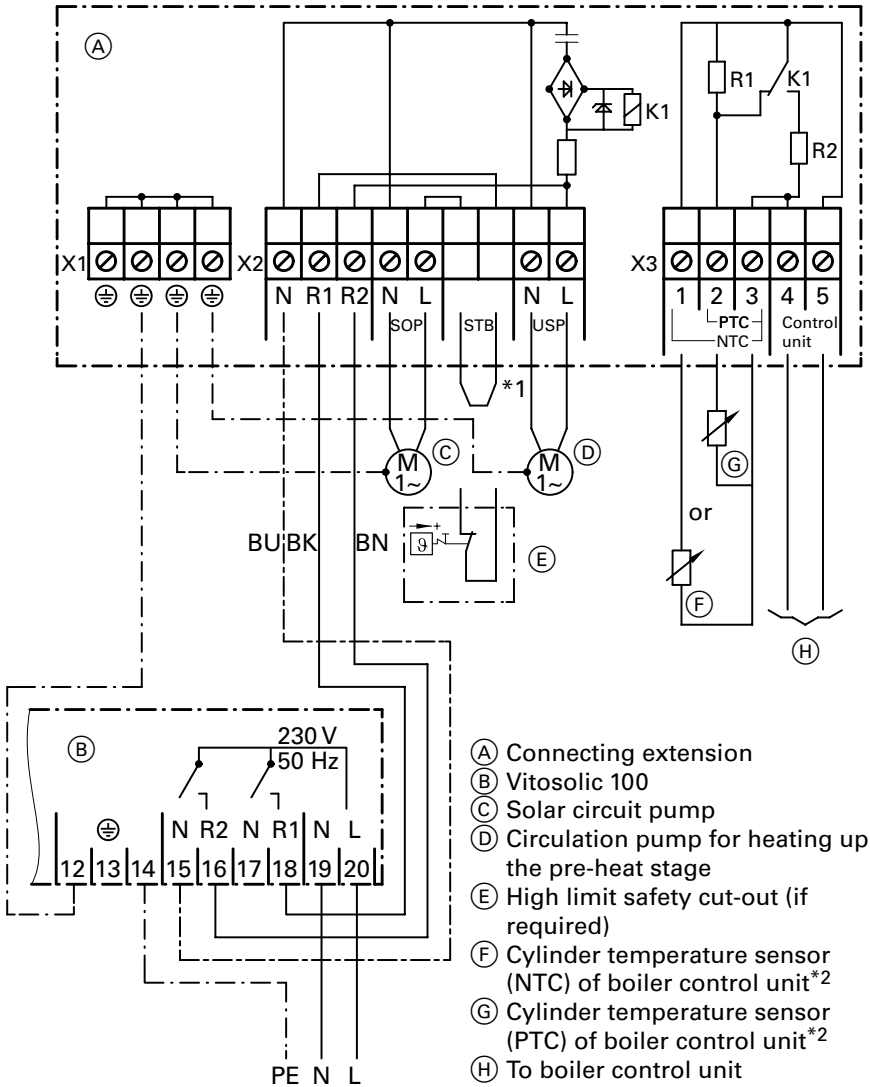 A
K1
R1 K1
R2
X1
X2
N R1 R2 N L N L
SOP STB USP
X3
1 2 3 4 5
PTC
NTC
Control
unit
*1
M
1~
C
M
1~
D
G
or
F
BU BK BN
ϑ
+
E
H
B
230 V
50 Hz
N R2 N R1 N L
12 13 14 15 16 17 18 19 20
PE N L
A Connecting extension
B Vitosolic 100
C Solar circuit pump
D Circulation pump for heating up
the pre-heat stage
E High limit safety cut-out (if
required)
F Cylinder temperature sensor
(NTC) of boiler control unit*2
G Cylinder temperature sensor
(PTC) of boiler control unit*2
H To boiler control unit